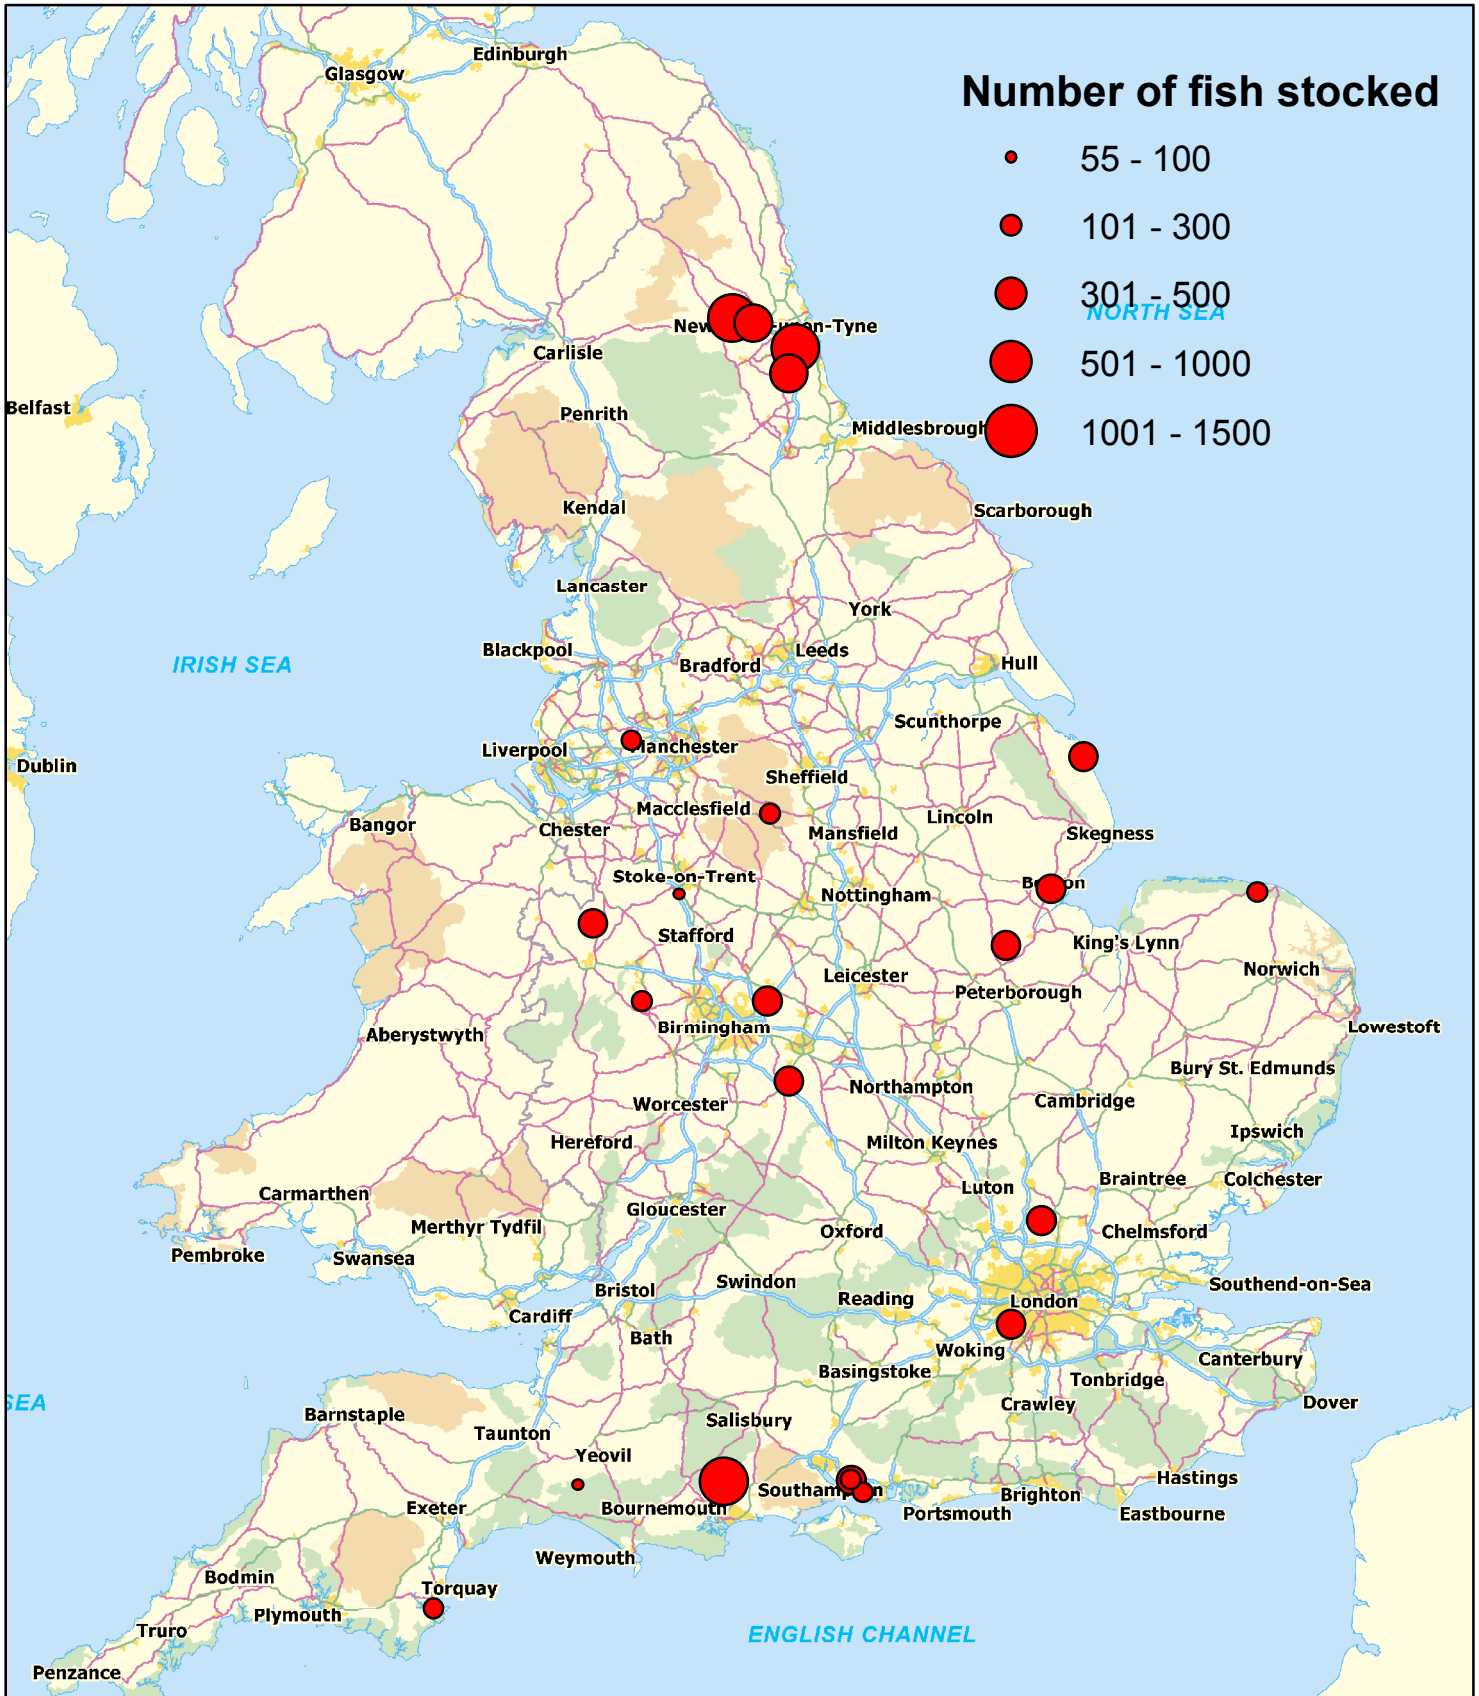 Edinburgh
Glasgow
Number of fish stocked
55 - 100
101 - 300
301 - 500
NORTH SEA
501 - 1000
1001 - 1500
Carlisle
Belfast
Penrith
Middlesbrough
Kendal
Scarborough
Lancaster
York
Blackpool
Bradford
Leeds
Hull
IRISH SEA
Scunthorpe
Liverpool
Manchester
Dublin
Sheffield
Macclesfield
Lincoln
Bangor
Chester
Mansfield
Skegness
Stoke-on-Trent
Nottingham
Stafford
King's Lynn
Leicester
Norwich
Peterborough
Birmingham
Lowestoft
Aberystwyth
Bury St. Edmunds
Northampton
Cambridge
Worcester
Hereford
Milton Keynes
Ipswich
Braintree
Colchester
Luton
Carmarthen
Gloucester
Merthyr Tydfil
Oxford
Chelmsford
Pembroke
Swansea
Swindon
Southend-on-Sea
Bristol
Reading
London
Cardiff
Bath
Woking
Canterbury
Basingstoke
Tonbridge
SEA
Crawley
Dover
Barnstaple
Salisbury
Taunton
Yeovil
Hastings
Southampton
Brighton
Exeter
Bournemouth
Portsmouth
Eastbourne
Weymouth
Bodmin
Torquay
Plymouth
Truro
ENGLISH CHANNEL
Penzance